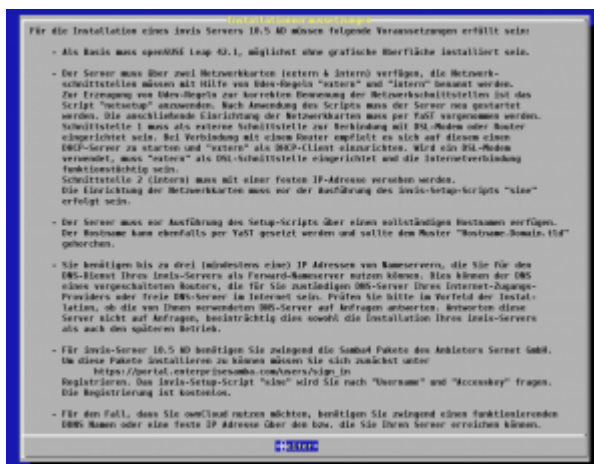 Installationsvoraussetzungen
Für die Installation eines invis Servers 10.5 AD müssen folgende Voraussetzungen erfüllt sein:
- Als Basis muss openSUSE Leap 42.1, möglichst ohne grafische Oberfläche installiert sein.
- Der Server muss über zwei Netzwerkkarten (extern & intern) verfügen, die Netzwerk-
schnittstellen müssen mit Hilfe von Udev-Regeln "extern" und "intern" benannt werden.
Zur Erzeugung von Udev-Regeln zur korrekten Benennung der Netzwerkschnittstellen ist das
Script "netsetup" anzuwenden. Nach Anwendung des Scripts muss der Server neu gestartet
werden. Die anschließende Einrichtung der Netzwerkkarten muss per YaST vorgenommen werden.
Schnittstelle 1 muss als externe Schnittstelle zur Verbindung mit DSL-Modem oder Router
eingerichtet sein. Bei Verbindung mit einem Router empfielt es sich auf diesem einen
DHCP-Server zu starten und "extern" als DHCP-Client einzurichten. Wird ein DSL-Modem
verwendet, muss "extern" als DSL-Schnittstelle eingerichtet und die Internetverbindung
funktionstüchtig sein.
Schnittstelle 2 (intern) muss mit einer festen IP-Adresse versehen werden.
Die Einrichtung der Netzwerkkarten muss vor der Ausführung des invis-Setup-Scripts "sine"
erfolgt sein.
- Der Server muss vor Ausführung des Setup-Scripts über einen vollständigen Hostnamen verfügen.
Der Hostname kann ebenfalls per YaST gesetzt werden und sollte dem Muster "Hostname.Domain.tld"
gehorchen.
- Sie benötigen bis zu drei (mindestens eine) IP Adressen von Nameservern, die Sie für den
DNS-Dienst Ihres invis-Servers als Forward-Nameserver nutzen können. Dies können der DNS
eines vorgeschalteten Routers, die für Sie zuständigen DNS-Server Ihres Internet-Zugangs-
Providers oder freie DNS-Server im Internet sein. Prüfen Sie bitte im Vorfeld der Instal-
lation, ob die von Ihnen verwendeten DNS-Server auf Anfragen antworten. Antworten diese
Server nicht auf Anfragen, beeinträchtig dies sowohl die Installation Ihres invis-Servers
als auch den späteren Betrieb.
- Für invis-Server 10.5 AD benötigen Sie zwingend die Samba4 Pakete des Anbieters Sernet GmbH.
Um diese Pakete installieren zu können müssen Sie sich zunächst unter
https://portal.enterprisesamba.com/users/sign_in
Registrieren. Das invis-Setup-Script "sine" wird Sie nach "Username" und "Accesskey" fragen.
Die Registrierung ist kostenlos.
- Für den Fall, dass Sie ownCloud nutzen möchten, benötigen Sie zwingend einen funktionierenden
DDNS Namen oder eine feste IP Adresse über den bzw. die Sie Ihren Server erreichen können.
<Weiter>